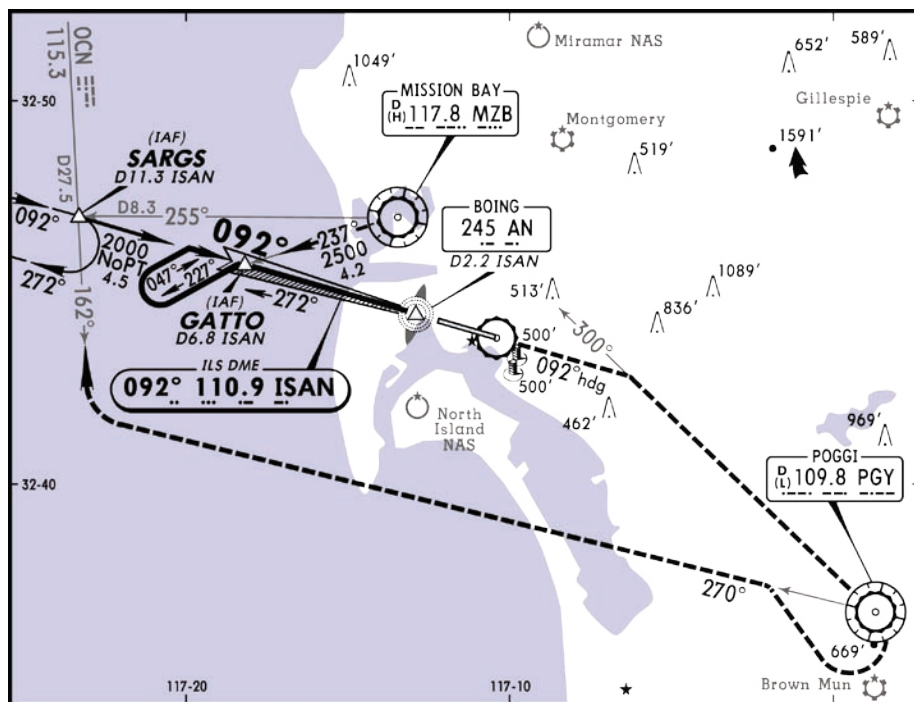 OCN
115.3
32-50
1049'
Miramar NAS
652'
589'
MISSION BAY
D
(H) 117.8 MZB
Montgomery
Gillespie
1591'
519'
(IAF)
SARGS
D11.3 ISAN
D27.5
D8.3
255°
092°
092°
237°
2500
4.2
BOING
245 AN
D2.2 ISAN
2000
NoPT
4.5
272°
047°
227°
272°
(IAF)
GATTO
D6.8 ISAN
162°
513'
1089'
836'
300°
500'
092° hdg
500'
ILS DME
092° 110.9 ISAN
North
Island
NAS
462'
969'
POGGI
D
(L) 109.8 PGY
32-40
270°
669'
Brown Mun
117-20
117-10